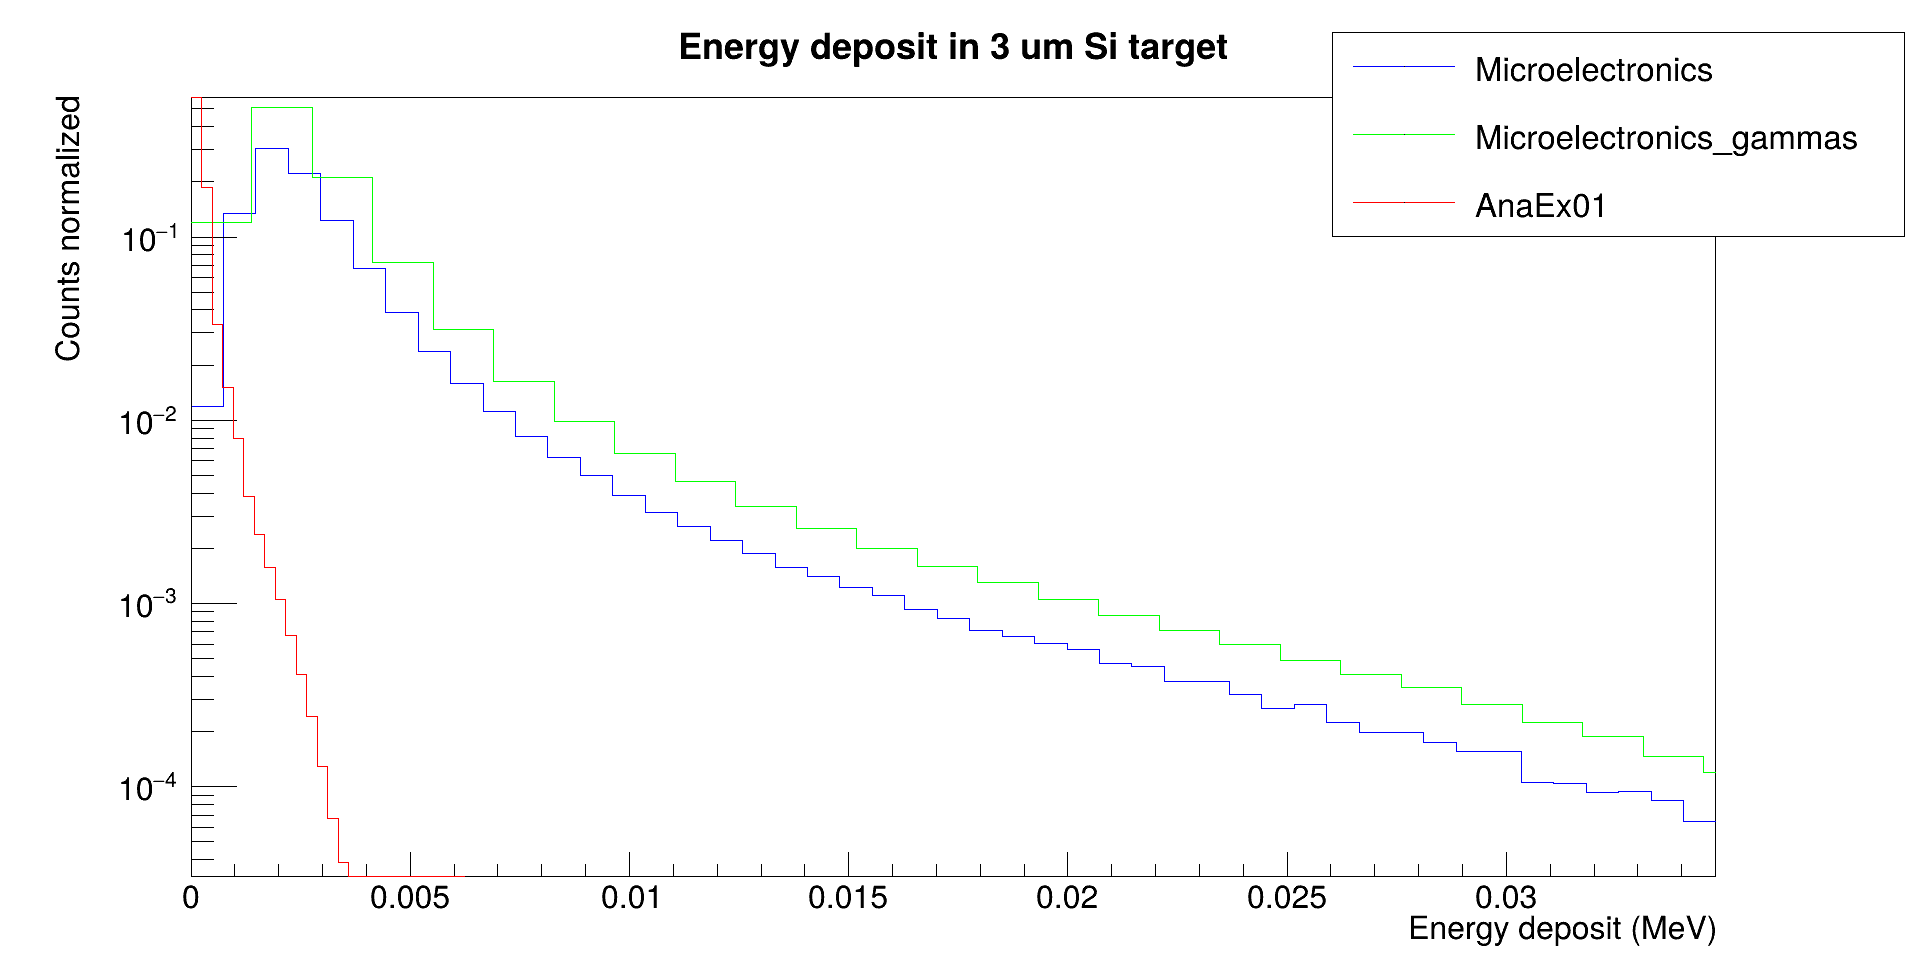 Energy deposit in 3 um Si target
Microelectronics
Microelectronics_gammas
AnaEx01
Counts normalized
10⁻¹
10⁻²
10⁻³
10⁻⁴
0 0.005 0.01 0.015 0.02 0.025 0.03
Energy deposit (MeV)